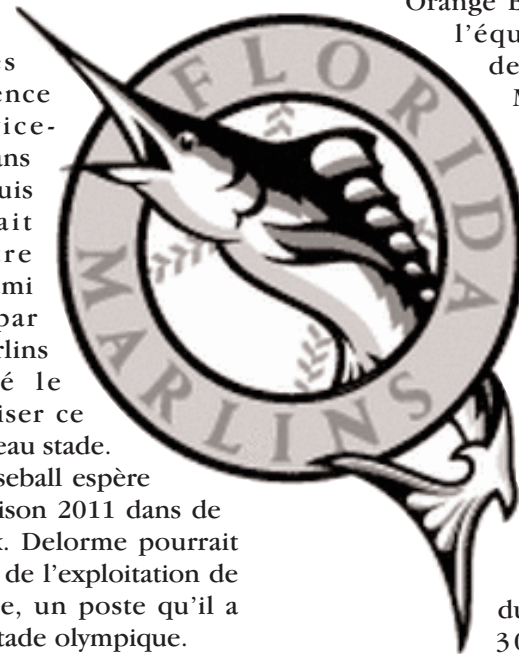 es
ence
ice-
ans
uis
ait
re
mi
par
rlins
é le
iser ce
eau stade.
seball espère
ison 2011 dans de
x. Delorme pourrait
de l'exploitation de
e, un poste qu'il a
tade olympique.
FLORIDA
MARLINS
Orange
l'équ
de
du
30